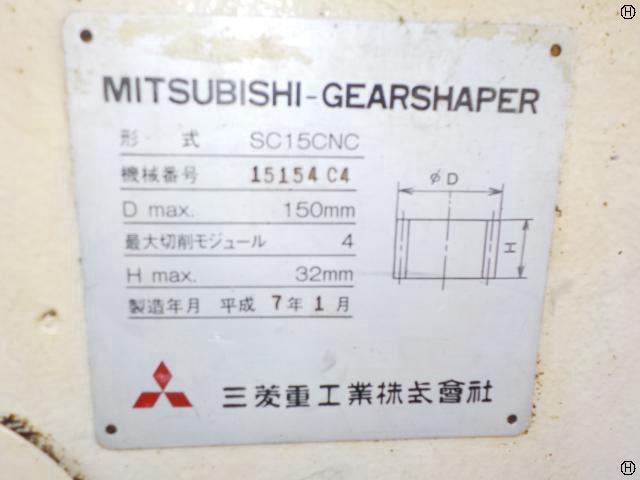 MITSUBISHI-GEARSHAPER
形 式 SC15CNC
機械番号 15154 C4
D max. 150mm
最大切削モジュール 4
H max. 32mm
製造年月 平成 7年 1月
φD
H
三菱重工業株式會社
H
H